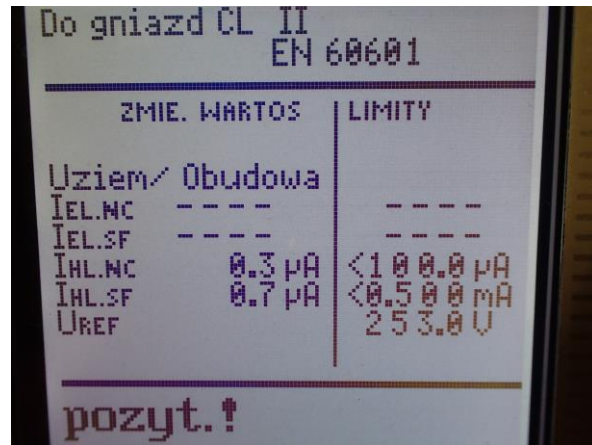 Do gniazd CL II
EN 60601
ZMIE. WARTOS LIMITY
Uziem/ Obudowa
IEL.NC ---- ----
IEL.SF ---- ----
IHL.NC 0.3 µA <100.0 µA
IHL.SF 0.7 µA <0.500 mA
UREF 253.0 V
pozyt.!